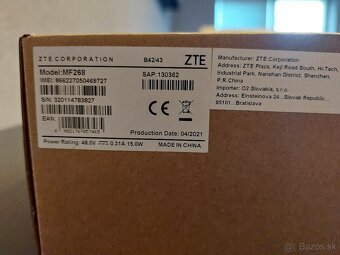 ZTE CORPORATION
B42/43
ZTE
Model:MF268
SAP:130362
IMEI: 866227050469727
S/N: 320114783827
EAN:
Production Date: 04/2021
Power Rating: 48.0V 0.31A 15.0W
MADE IN CHINA
Manufacturer: ZTE Corporation
Address: ZTE Plaza, Keji Road South, Hi-Tech,
Industrial Park, Nanshan District, Shenzhen,
P.R.China
Importer: O2 Slovakia, s.r.o.
Address: Einsteinova 24, Slovak Republic...
85101 ...Bratislava
bazos.sk